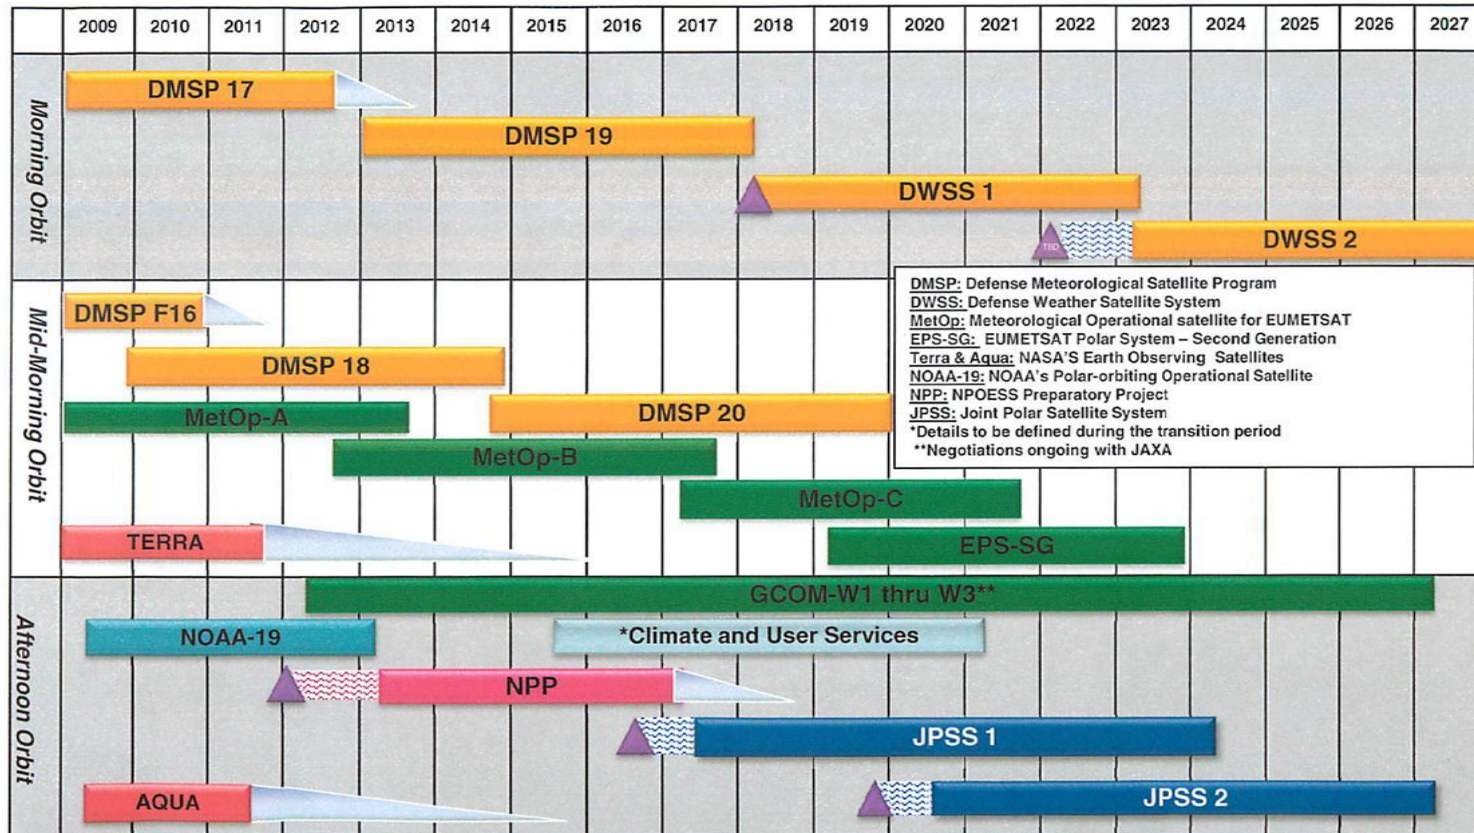 2009 2010 2011 2012 2013 2014 2015 2016 2017 2018 2019 2020 2021 2022 2023 2024 2025 2026 2027
Morning Orbit
DMSP 17
DMSP 19
DWSS 1
TBD
DWSS 2
Mid-Morning Orbit
DMSP F16
DMSP 18
MetOp-A
DMSP 20
MetOp-B
MetOp-C
TERRA
EPS-SG
DMSP: Defense Meteorological Satellite Program
DWSS: Defense Weather Satellite System
MetOp: Meteorological Operational satellite for EUMETSAT
EPS-SG: EUMETSAT Polar System – Second Generation
Terra & Aqua: NASA'S Earth Observing Satellites
NOAA-19: NOAA's Polar-orbiting Operational Satellite
NPP: NPOESS Preparatory Project
JPSS: Joint Polar Satellite System
*Details to be defined during the transition period
**Negotiations ongoing with JAXA
Afternoon Orbit
GCOM-W1 thru W3**
NOAA-19
*Climate and User Services
NPP
JPSS 1
AQUA
JPSS 2